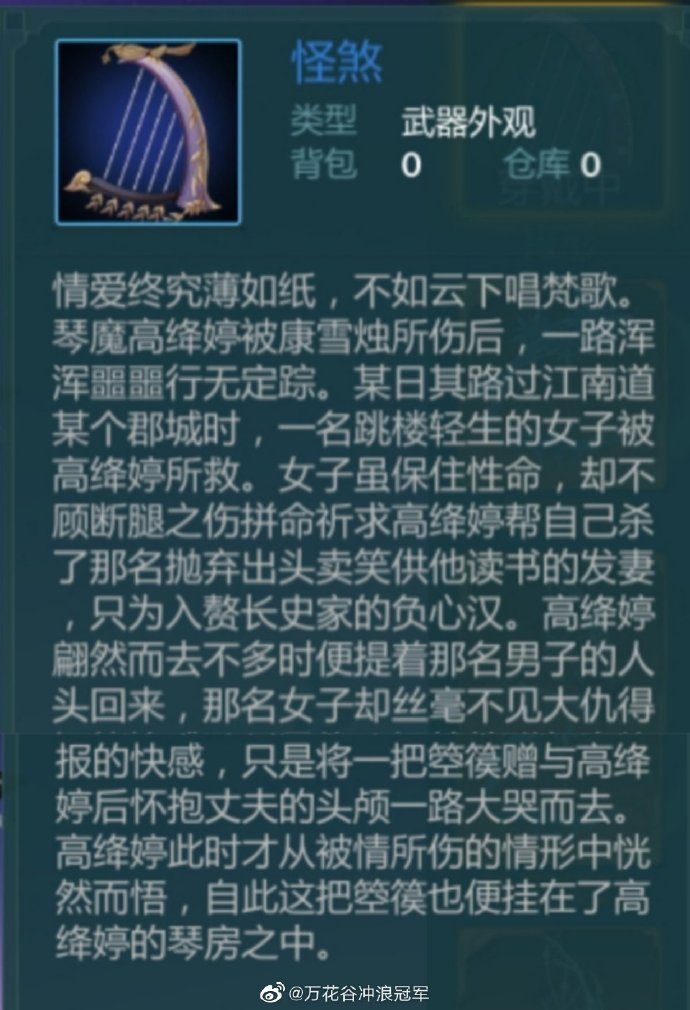 怪煞
类型 武器外观
背包 0 仓库 0
穿戴中
情爱终究薄如纸，不如云下唱梵歌。
琴魔高绛婷被康雪烛所伤后，一路浑
浑噩噩行无定踪。某日其路过江南道
某个郡城时，一名跳楼轻生的女子被
高绛婷所救。女子虽保住性命，却不
顾断腿之伤拼命祈求高绛婷帮自己杀
了那名抛弃出头卖笑供他读书的发妻
，只为入赘长史家的负心汉。高绛婷
翩然而去不多时便提着那名男子的人
头回来，那名女子却丝毫不见大仇得
报的快感，只是将一把箜篌赠与高绛
婷后怀抱丈夫的头颅一路大哭而去。
高绛婷此时才从被情所伤的情形中恍
然而悟，自此这把箜篌也便挂在了高
绛婷的琴房之中。
@万花谷冲浪冠军